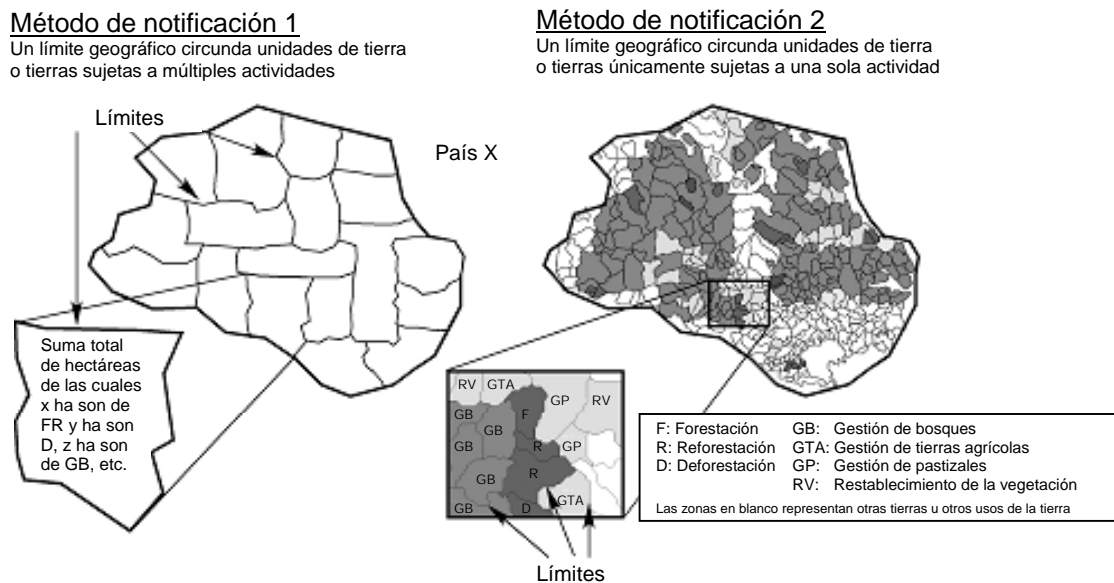 Método de notificación 1
Un límite geográfico circunda unidades de tierra
o tierras sujetas a múltiples actividades
Método de notificación 2
Un límite geográfico circunda unidades de tierra
o tierras únicamente sujetas a una sola actividad
Límites
País X
Suma total
de hectáreas
de las cuales
x ha son de
FR y ha son
D, z ha son
de GB, etc.
RV GTA GP RV
GB GB F
GB R GP
GB R
GB D GTA
Límites
F: Forestación GB: Gestión de bosques
R: Reforestación GTA: Gestión de tierras agrícolas
D: Deforestación GP: Gestión de pastizales
RV: Restablecimiento de la vegetación
Las zonas en blanco representan otras tierras u otros usos de la tierra